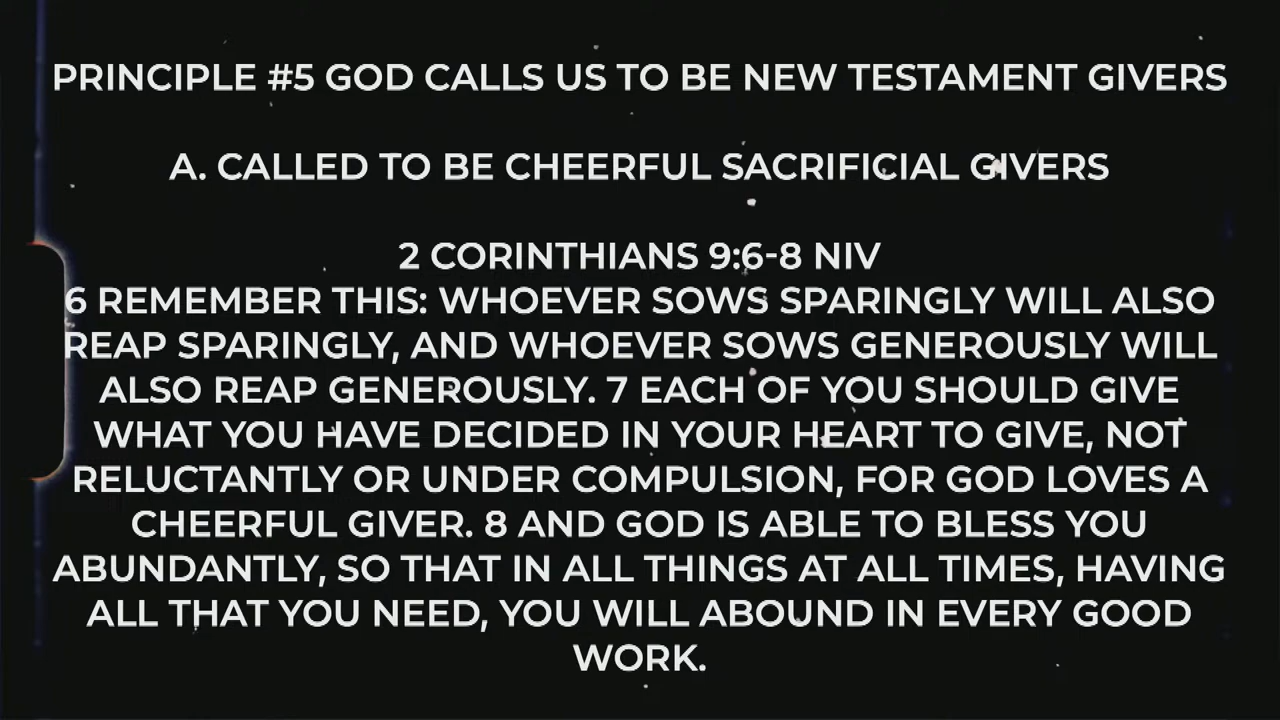 PRINCIPLE #5 GOD CALLS US TO BE NEW TESTAMENT GIVERS
A. CALLED TO BE CHEERFUL SACRIFICIAL GIVERS
2 CORINTHIANS 9:6-8 NIV
6 REMEMBER THIS: WHOEVER SOWS SPARINGLY WILL ALSO
REAP SPARINGLY, AND WHOEVER SOWS GENEROUSLY WILL
ALSO REAP GENEROUSLY. 7 EACH OF YOU SHOULD GIVE
WHAT YOU HAVE DECIDED IN YOUR HEART TO GIVE, NOT
RELUCTANTLY OR UNDER COMPULSION, FOR GOD LOVES A
CHEERFUL GIVER. 8 AND GOD IS ABLE TO BLESS YOU
ABUNDANTLY, SO THAT IN ALL THINGS AT ALL TIMES, HAVING
ALL THAT YOU NEED, YOU WILL ABOUND IN EVERY GOOD
WORK.